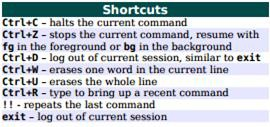 Shortcuts
Ctrl+C – halts the current command
Ctrl+Z – stops the current command, resume with
fg in the foreground or bg in the background
Ctrl+D – log out of current session, similar to exit
Ctrl+W – erases one word in the current line
Ctrl+U – erases the whole line
Ctrl+R – type to bring up a recent command
!! - repeats the last command
exit – log out of current session